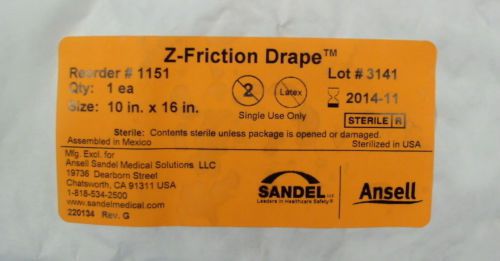 Z-Friction Drape™
Reorder # 1151
Lot # 3141
Qty: 1 ea
2
Latex
2014-11
Size: 10 in. x 16 in.
Single Use Only
STERILE R
Sterile: Contents sterile unless package is opened or damaged.
Assembled in Mexico
Sterilized in USA
Mfg. Excl. for
Ansell Sandel Medical Solutions, LLC
19736 Dearborn Street
Chatsworth, CA 91311 USA
1-818-534-2500
www.sandelmedical.com
220134 Rev. G
SANDEL LLC
Leaders in Healthcare Safety®
Ansell